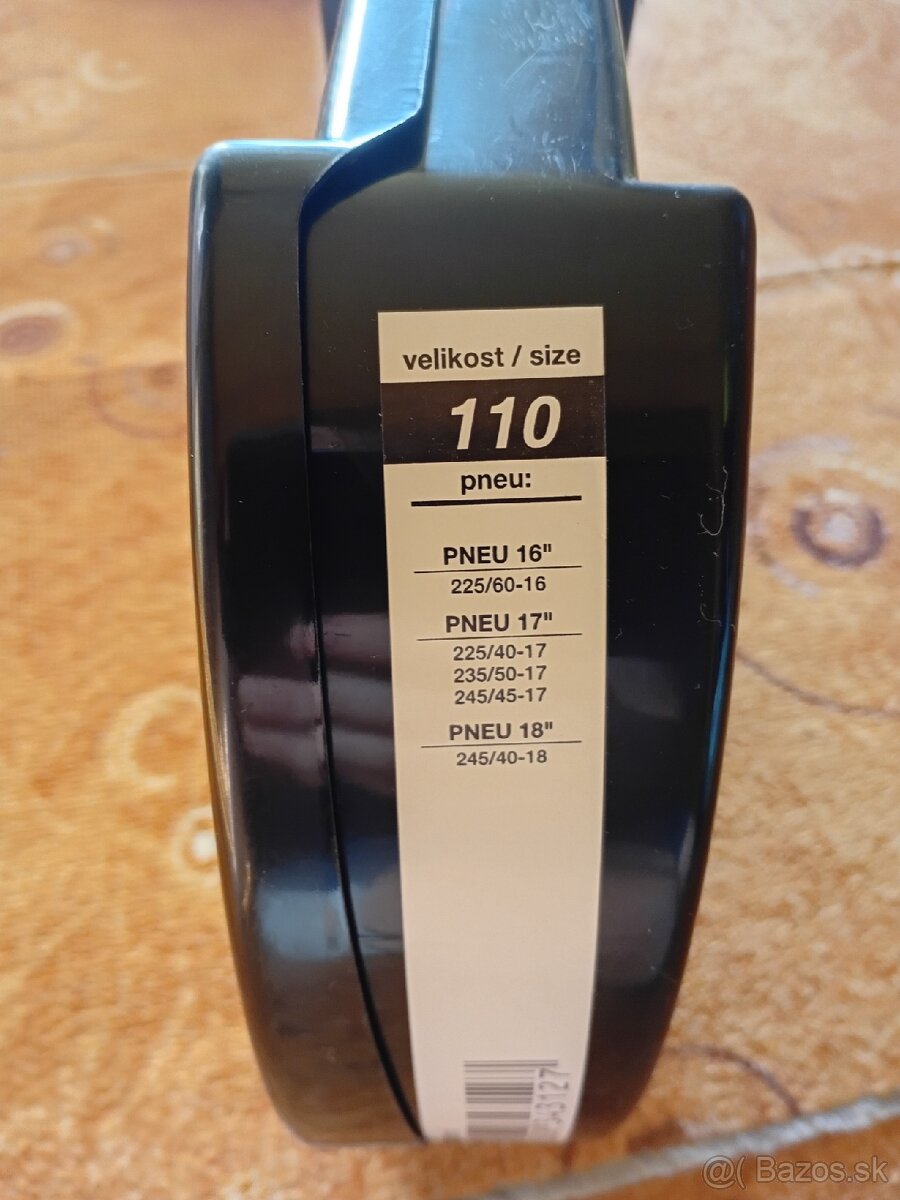 velikost / size
110
pneu:
PNEU 16"
225/60-16
PNEU 17"
225/40-17
235/50-17
245/45-17
PNEU 18"
245/40-18
@( Bazos.sk